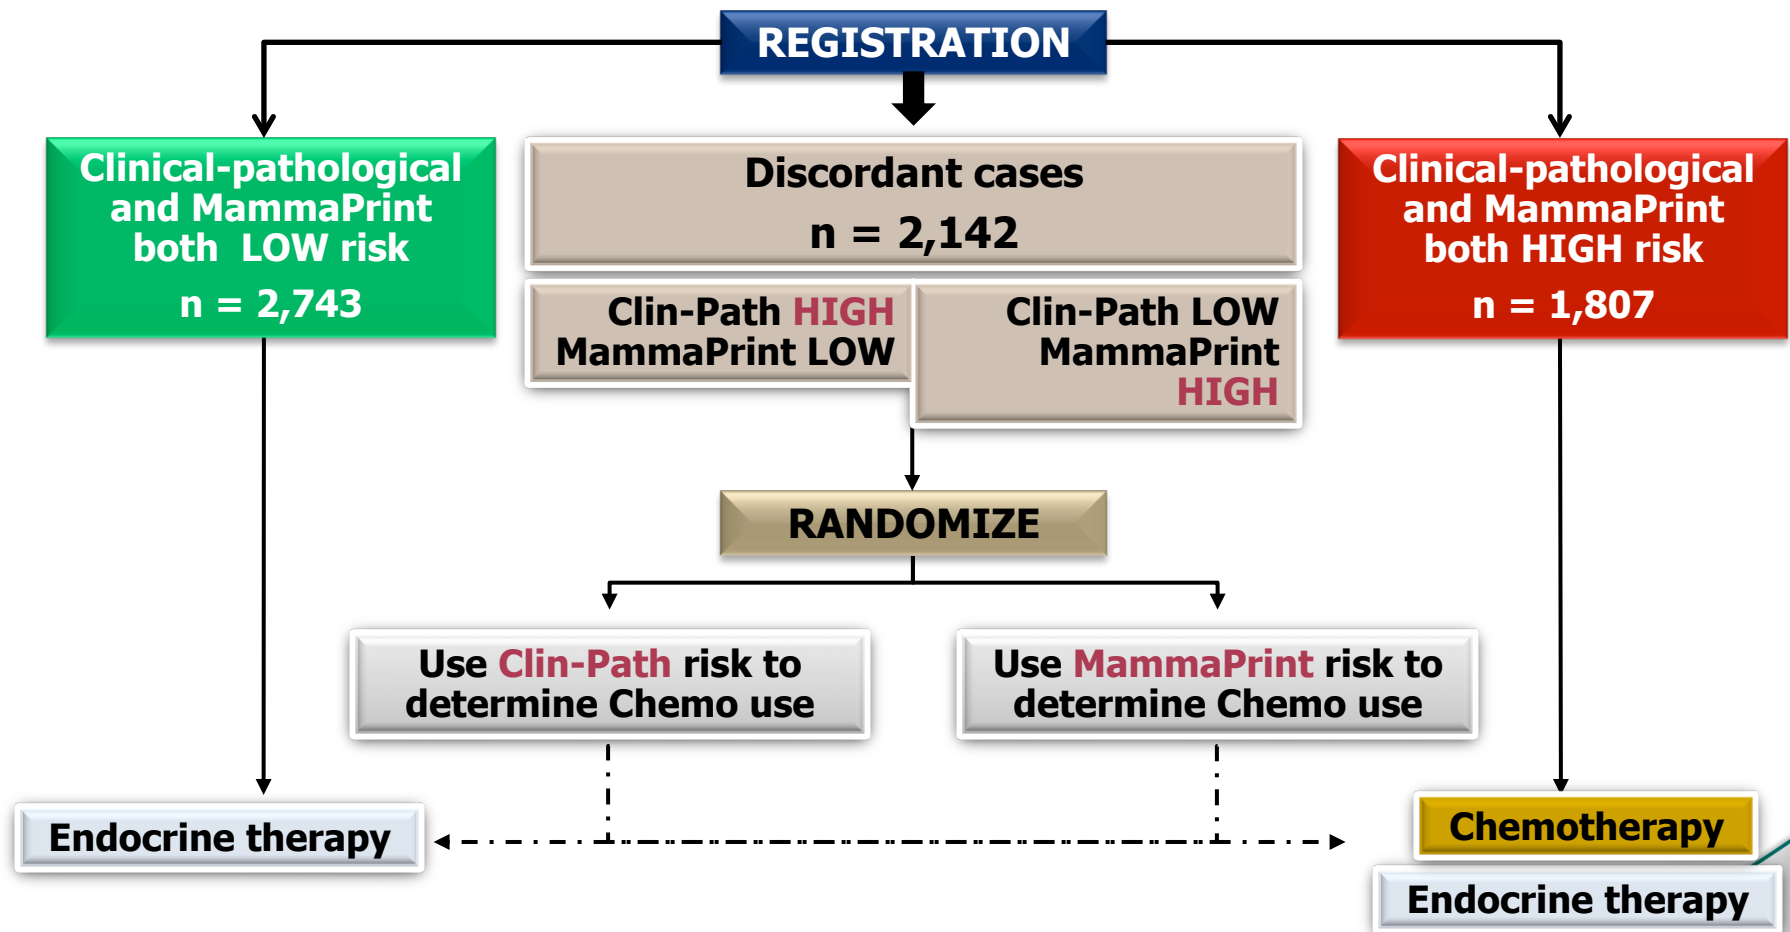 REGISTRATION
Clinical-pathological
and MammaPrint
both LOW risk
n = 2,743
Discordant cases
n = 2,142
Clin-Path HIGH
MammaPrint LOW
Clin-Path LOW
MammaPrint
HIGH
Clinical-pathological
and MammaPrint
both HIGH risk
n = 1,807
RANDOMIZE
Use Clin-Path risk to
determine Chemo use
Use MammaPrint risk to
determine Chemo use
Endocrine therapy
Chemotherapy
Endocrine therapy